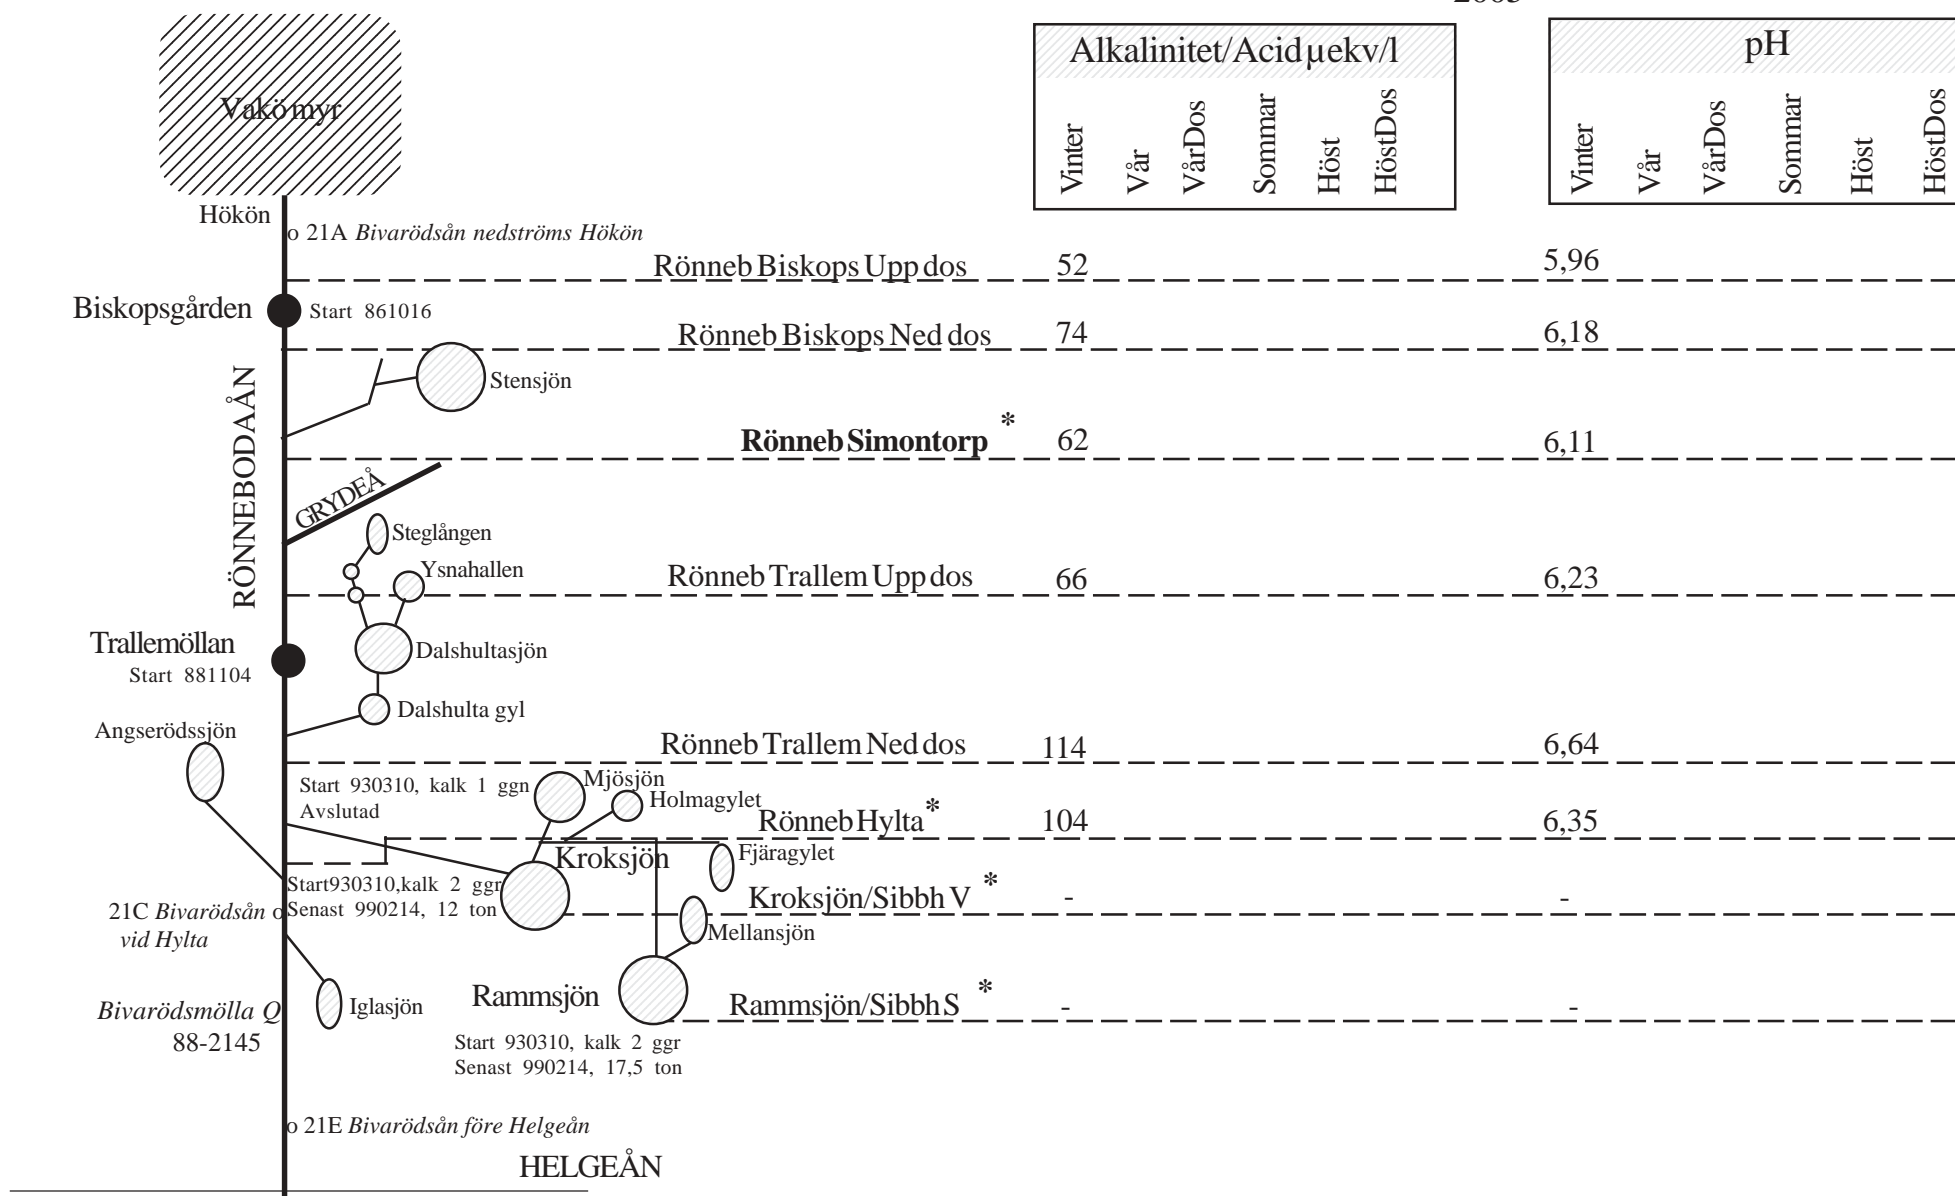 Alkalinitet/Acid µekv/l
pH
Vinter
Vår
VårDos
Sommar
Höst
HöstDos
Vinter
Vår
VårDos
Sommar
Höst
HöstDos
Vakö myr
Hökön
o 21A Bivarödsån nedströms Hökön
Rönneb Biskops Upp dos 52 5,96
Biskopsgården
Start 861016
Rönneb Biskops Ned dos 74 6,18
Stensjön
RÖNNEBODAÅN
Rönneb Simontorp * 62 6,11
GRYDEÅ
Steglången
Ysnahallen
Rönneb Trallem Upp dos 66 6,23
Trallemöllan
Start 881104
Dalshultasjön
Dalshulta gyl
Angserödssjön
Rönneb Trallem Ned dos 114 6,64
Start 930310, kalk 1 ggn
Avslutad
Mjösjön
Holmagylet
Rönneb Hylta * 104 6,35
Kroksjön
Fjäragylet
Start930310,kalk 2 ggr
Senast 990214, 12 ton
Kroksjön/Sibbh V * - -
21C Bivarödsån o
vid Hylta
Mellansjön
Rammsjön
Rammsjön/Sibbh S * - -
Iglasjön
Bivarödsmölla Q
88-2145
Start 930310, kalk 2 ggr
Senast 990214, 17,5 ton
o 21E Bivarödsån före Helgeån
HELGEÅN